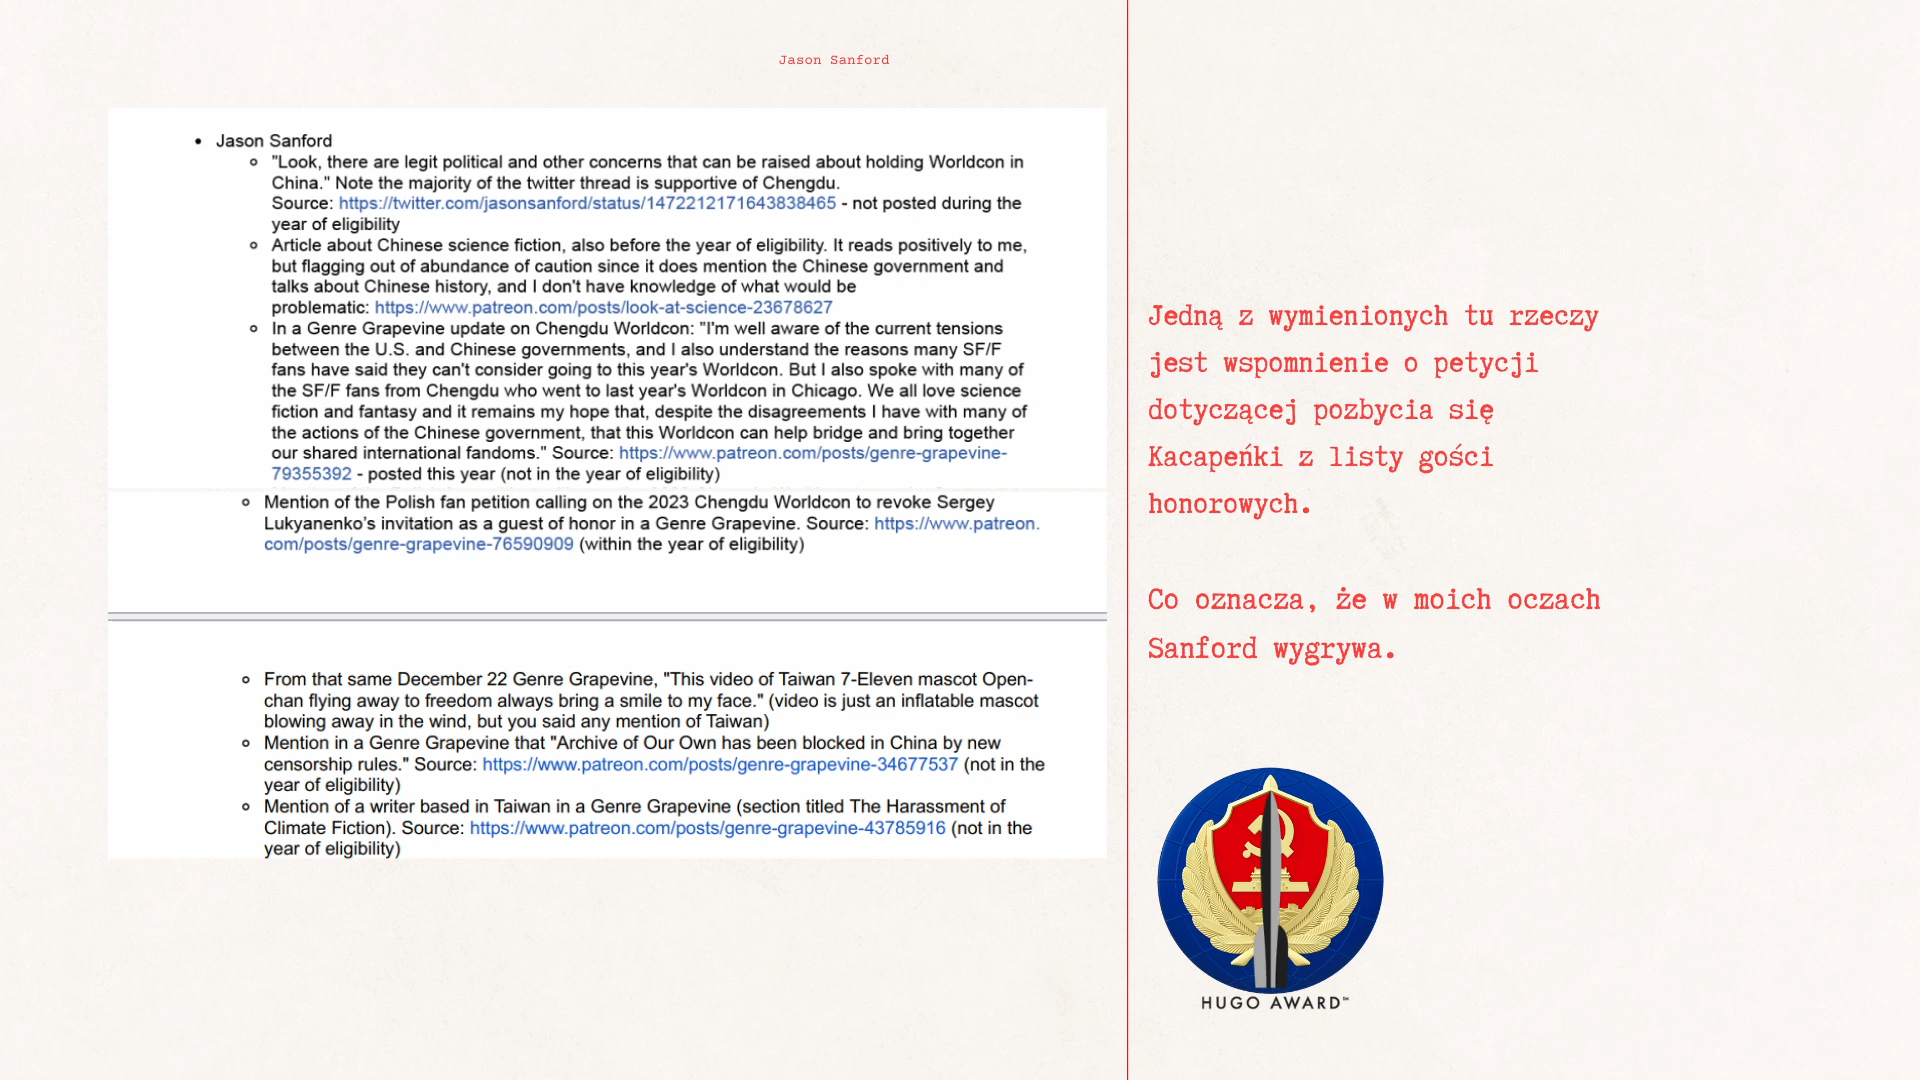 Jason Sanford
• Jason Sanford
"Look, there are legit political and other concerns that can be raised about holding Worldcon in
China." Note the majority of the twitter thread is supportive of Chengdu.
Source: https://twitter.com/jasonsanford/status/1472212171643838465 - not posted during the
year of eligibility
Article about Chinese science fiction, also before the year of eligibility. It reads positively to me,
but flagging out of abundance of caution since it does mention the Chinese government and
talks about Chinese history, and I don't have knowledge of what would be
problematic: https://www.patreon.com/posts/look-at-science-23678627
In a Genre Grapevine update on Chengdu Worldcon: "I'm well aware of the current tensions
between the U.S. and Chinese governments, and I also understand the reasons many SF/F
fans have said they can't consider going to this year's Worldcon. But I also spoke with many of
the SF/F fans from Chengdu who went to last year's Worldcon in Chicago. We all love science
fiction and fantasy and it remains my hope that, despite the disagreements I have with many of
the actions of the Chinese government, that this Worldcon can help bridge and bring together
our shared international fandoms." Source: https://www.patreon.com/posts/genre-grapevine-
79355392 - posted this year (not in the year of eligibility)
Mention of the Polish fan petition calling on the 2023 Chengdu Worldcon to revoke Sergey
Lukyanenko's invitation as a guest of honor in a Genre Grapevine. Source: https://www.patreon.
com/posts/genre-grapevine-76590909 (within the year of eligibility)
From that same December 22 Genre Grapevine, "This video of Taiwan 7-Eleven mascot Open-
chan flying away to freedom always bring a smile to my face." (video is just an inflatable mascot
blowing away in the wind, but you said any mention of Taiwan)
Mention in a Genre Grapevine that "Archive of Our Own has been blocked in China by new
censorship rules." Source: https://www.patreon.com/posts/genre-grapevine-34677537 (not in the
year of eligibility)
Mention of a writer based in Taiwan in a Genre Grapevine (section titled The Harassment of
Climate Fiction). Source: https://www.patreon.com/posts/genre-grapevine-43785916 (not in the
year of eligibility)
Jedną z wymienionych tu rzeczy
jest wspomnienie o petycji
dotyczącej pozbycia się
Kacapeńki z listy gości
honorowych.
Co oznacza, że w moich oczach
Sanford wygrywa.
HUGO AWARD™